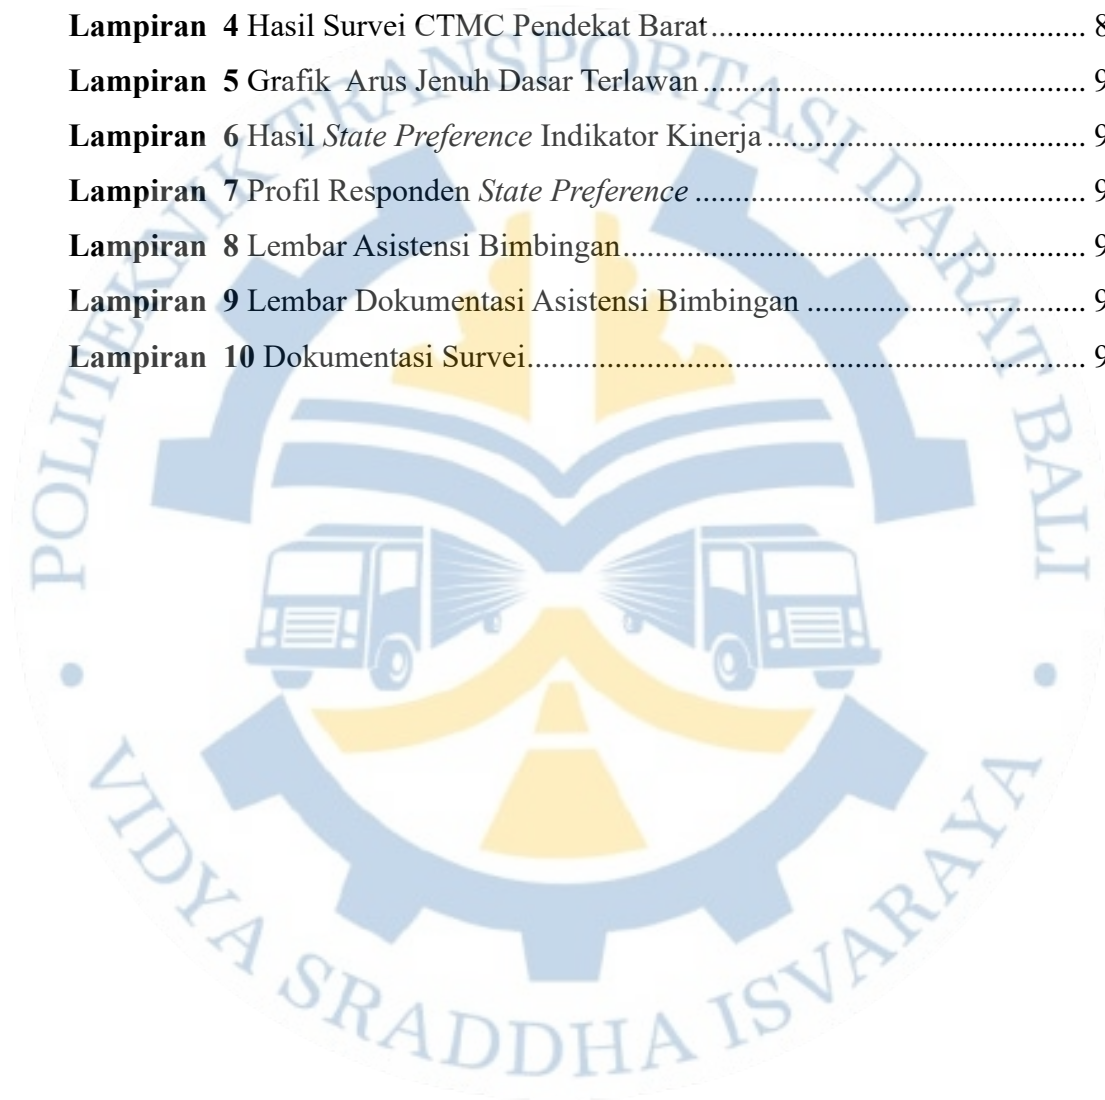 Lampiran 4 Hasil Survei CTMC Pendekat Barat................................................ 8
Lampiran 5 Grafik Arus Jenuh Dasar Terlawan ................................................. 9
Lampiran 6 Hasil State Preference Indikator Kinerja ......................................... 9
Lampiran 7 Profil Responden State Preference .................................................. 9
Lampiran 8 Lembar Asistensi Bimbingan........................................................... 9
Lampiran 9 Lembar Dokumentasi Asistensi Bimbingan .................................... 9
Lampiran 10 Dokumentasi Survei....................................................................... 9
POLITEKNIK TRANSPORTASI DARAT BALI
VIDYA SRADDHA ISVARAYA